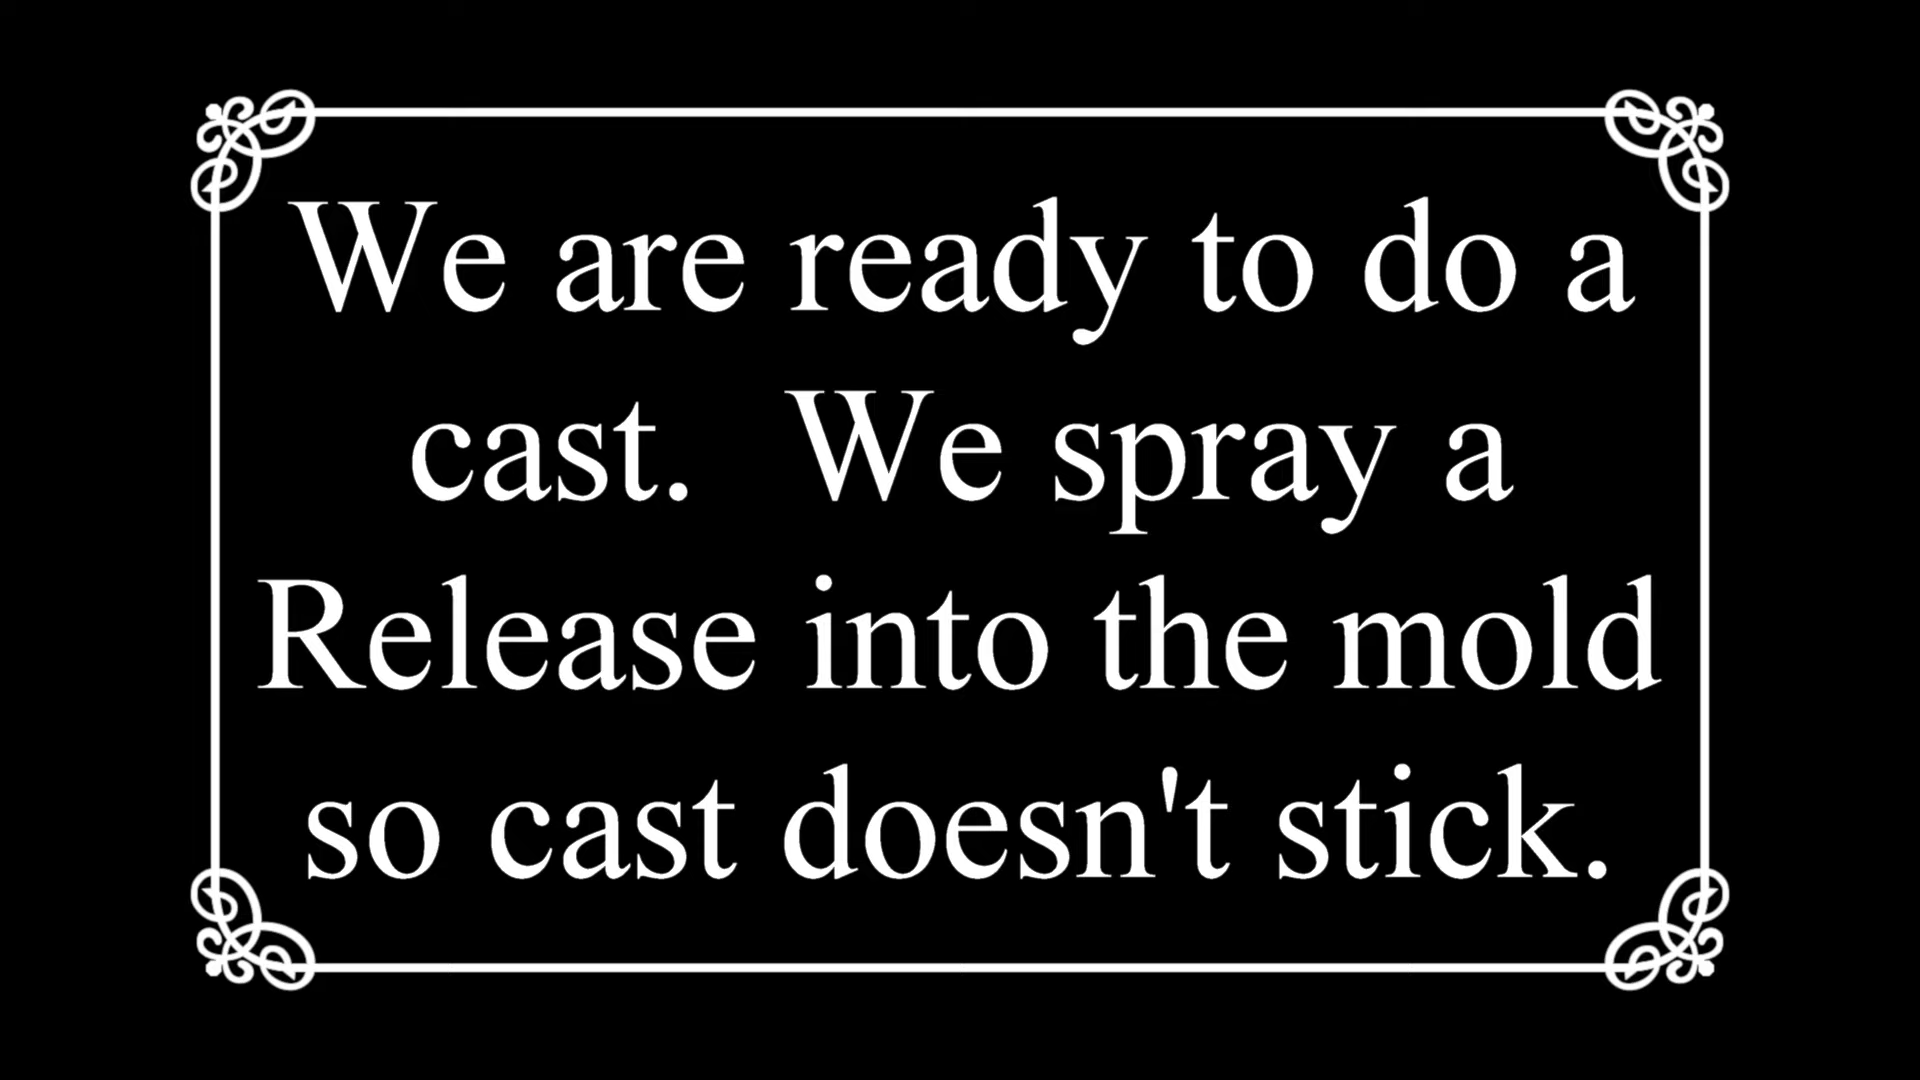 We are ready to do a
cast.  We spray a
Release into the mold
so cast doesn't stick.